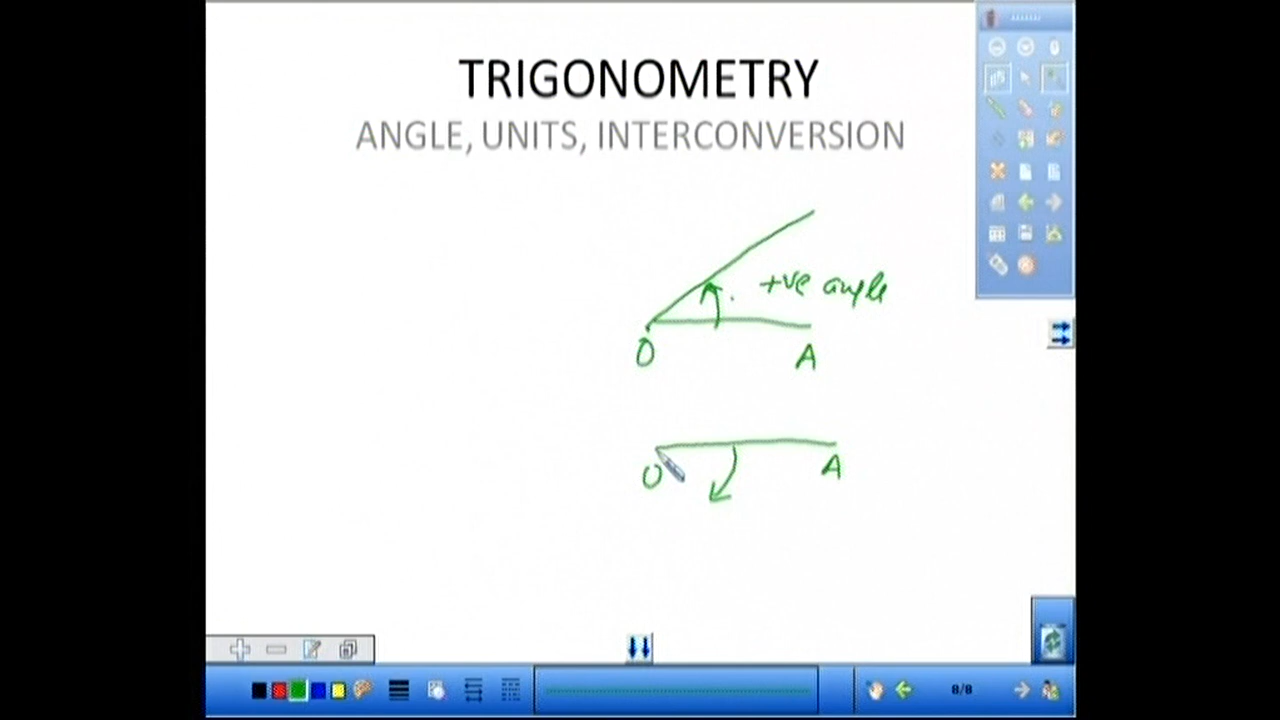 TRIGONOMETRY
ANGLE, UNITS, INTERCONVERSION
+ve angle
O A
O A
8/8